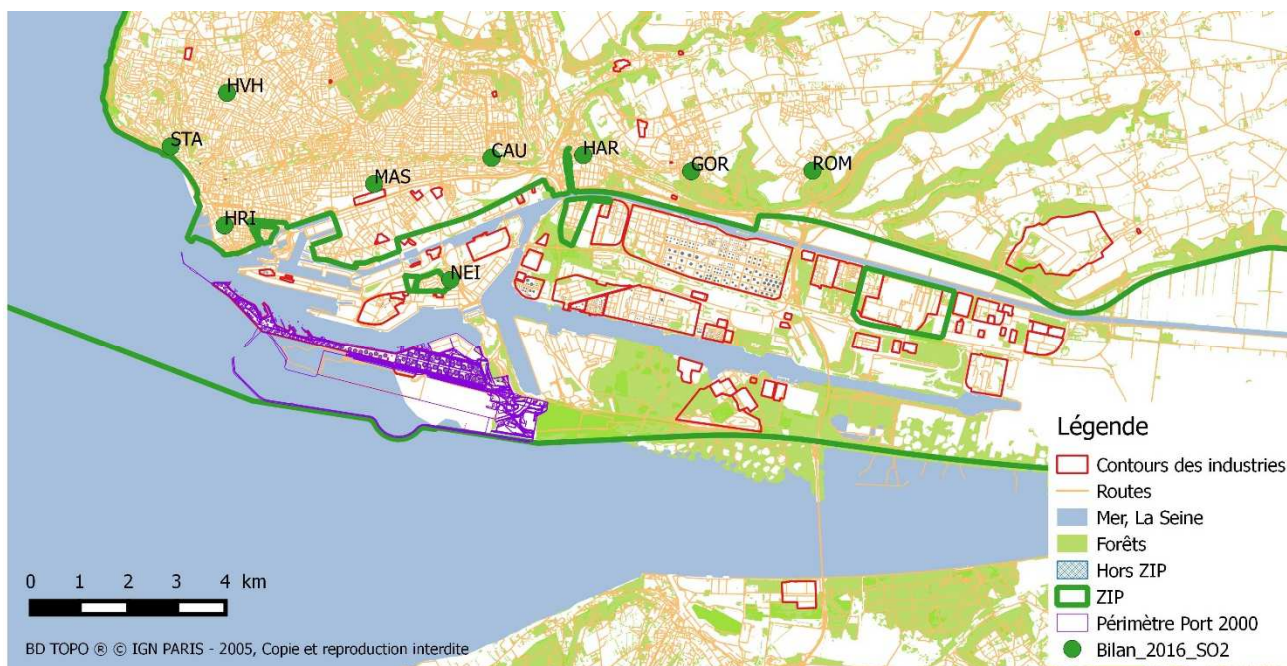 HVH
STA
CAU
HAR
MAS
GOR
ROM
HRI
NEI
Légende
Contours des industries
Routes
Mer, La Seine
Forêts
Hors ZIP
ZIP
Périmètre Port 2000
Bilan_2016_SO2
0 1 2 3 4 km
BD TOPO ® © IGN PARIS - 2005, Copie et reproduction interdite